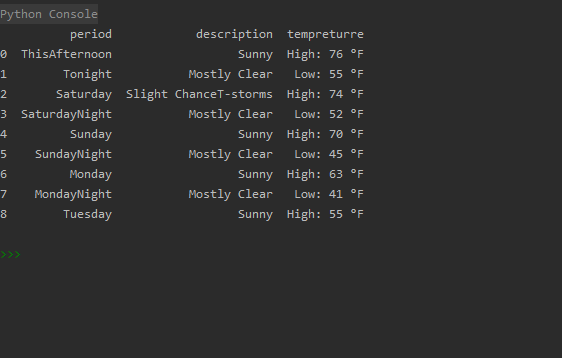 Python Console
period description tempreturre
0 ThisAfternoon Sunny High: 76 °F
1 Tonight Mostly Clear Low: 55 °F
2 Saturday Slight ChanceT-storms High: 74 °F
3 SaturdayNight Mostly Clear Low: 52 °F
4 Sunday Sunny High: 70 °F
5 SundayNight Mostly Clear Low: 45 °F
6 Monday Sunny High: 63 °F
7 MondayNight Mostly Clear Low: 41 °F
8 Tuesday Sunny High: 55 °F
>>>